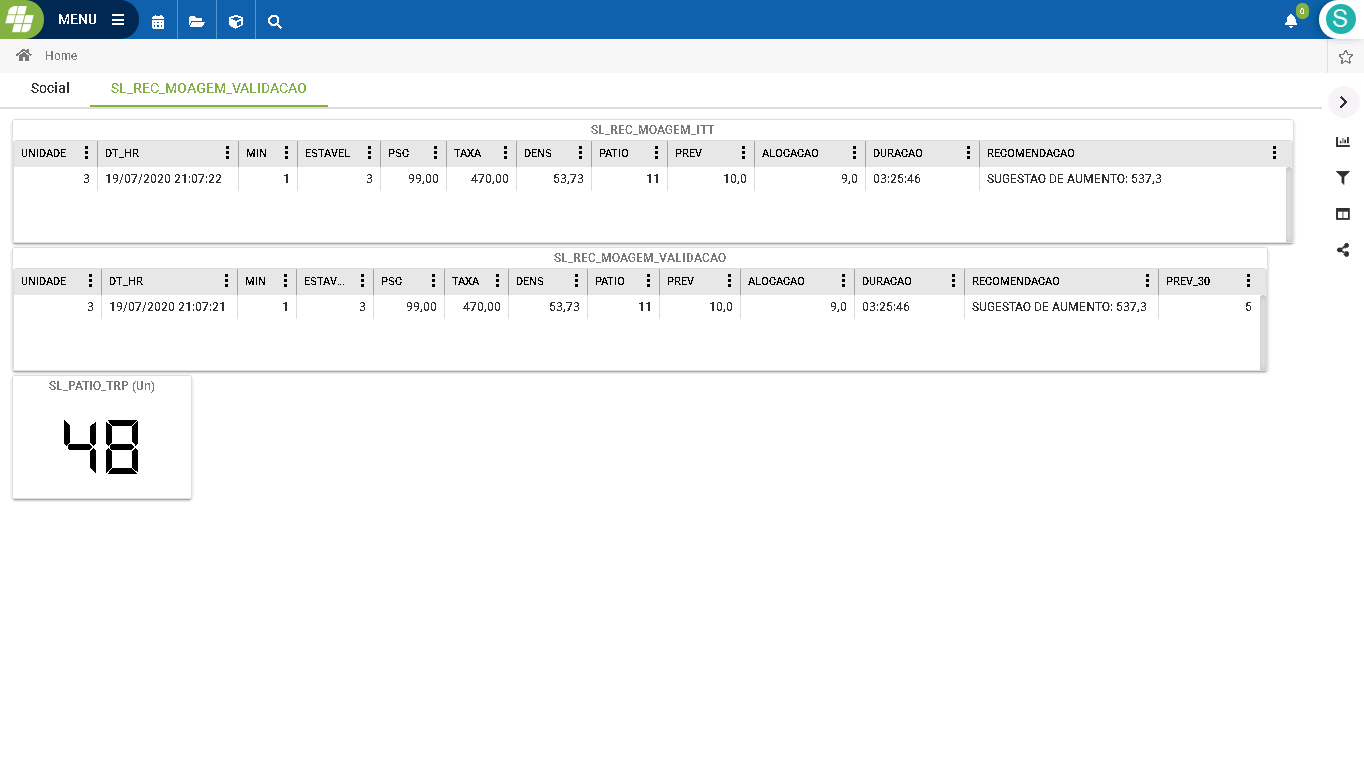 MENU
0
S
Home
Social SL_REC_MOAGEM_VALIDACAO
SL_REC_MOAGEM_ITT
UNIDADE DT_HR MIN ESTAVEL PSC TAXA DENS PATIO PREV ALOCACAO DURACAO RECOMENDACAO
3 19/07/2020 21:07:22 1 3 99,00 470,00 53,73 11 10,0 9,0 03:25:46 SUGESTAO DE AUMENTO: 537,3
SL_REC_MOAGEM_VALIDACAO
UNIDADE DT_HR MIN ESTAV... PSC TAXA DENS PATIO PREV ALOCACAO DURACAO RECOMENDACAO PREV_30
3 19/07/2020 21:07:21 1 3 99,00 470,00 53,73 11 10,0 9,0 03:25:46 SUGESTAO DE AUMENTO: 537,3 5
SL_PATIO_TRP (Un)
48